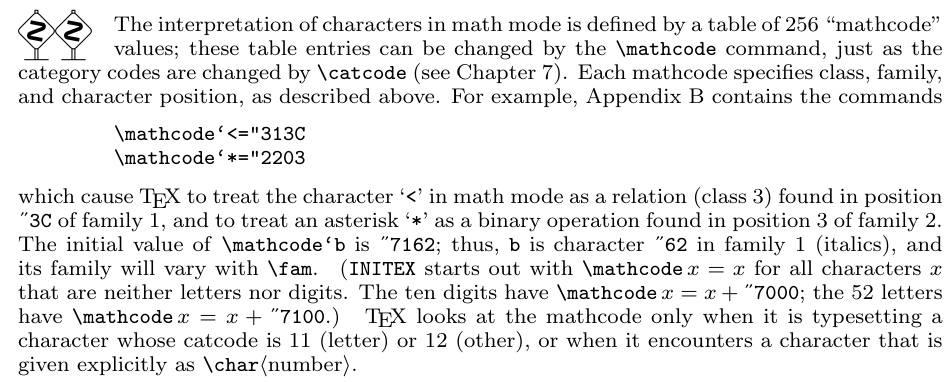 The interpretation of characters in math mode is defined by a table of 256 “mathcode”
values; these table entries can be changed by the \mathcode command, just as the
category codes are changed by \catcode (see Chapter 7). Each mathcode specifies class, family,
and character position, as described above. For example, Appendix B contains the commands
\mathcode‘<="313C
\mathcode‘*="2203
which cause TEX to treat the character ‘<’ in math mode as a relation (class 3) found in position
˝3C of family 1, and to treat an asterisk ‘*’ as a binary operation found in position 3 of family 2.
The initial value of \mathcode‘b is ˝7162; thus, b is character ˝62 in family 1 (italics), and
its family will vary with \fam. (INITEX starts out with \mathcode x = x for all characters x
that are neither letters nor digits. The ten digits have \mathcode x = x + ˝7000; the 52 letters
have \mathcode x = x + ˝7100.) TEX looks at the mathcode only when it is typesetting a
character whose catcode is 11 (letter) or 12 (other), or when it encounters a character that is
given explicitly as \char⟨number⟩.